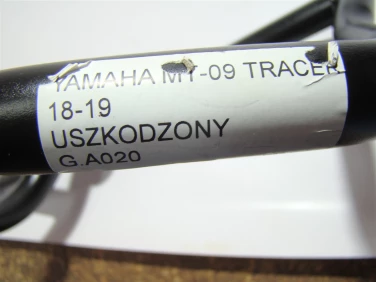 YAMAHA MT-09 TRACER
18-19
USZKODZONY
G.A020